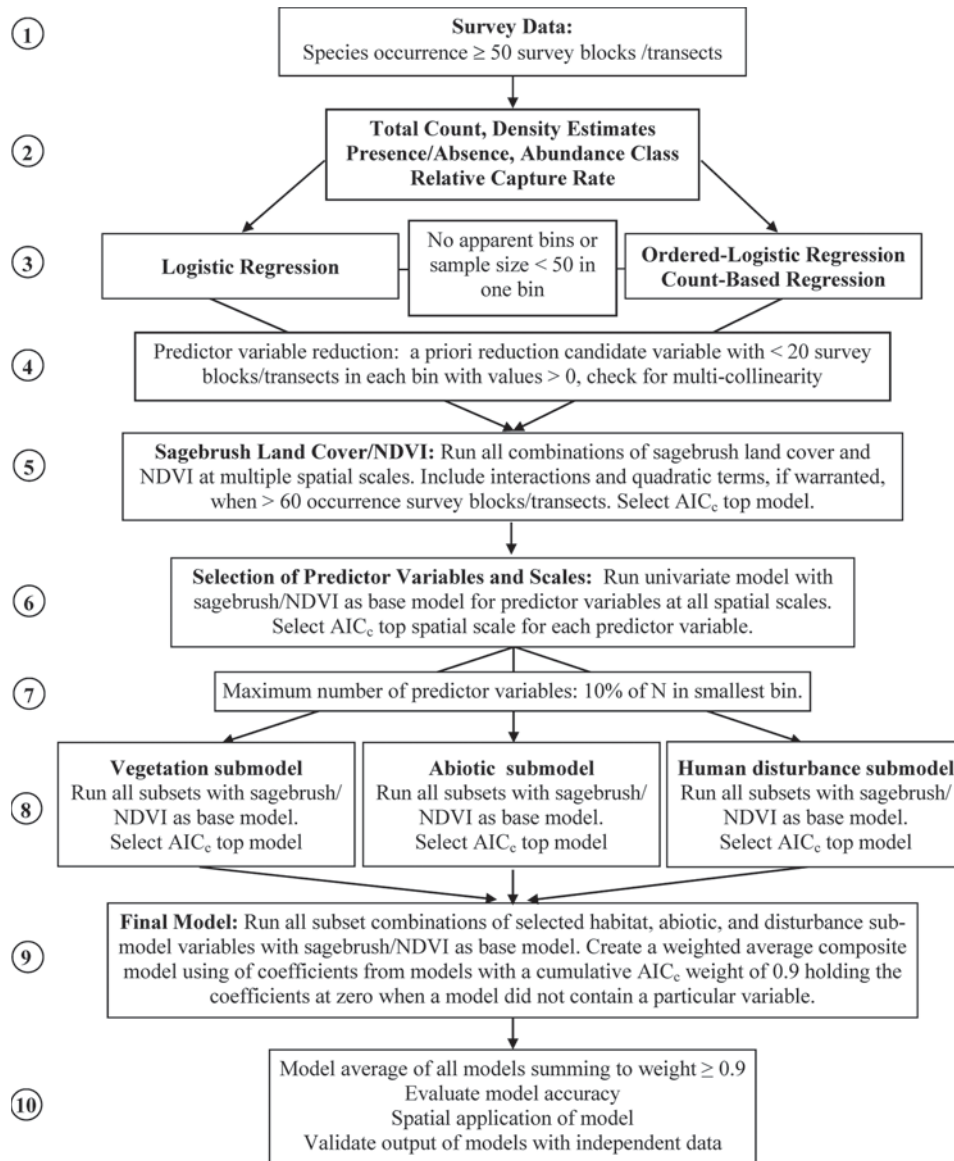 1
Survey Data:
Species occurrence ≥ 50 survey blocks /transects
2
Total Count, Density Estimates
Presence/Absence, Abundance Class
Relative Capture Rate
3
Logistic Regression
No apparent bins or
sample size < 50 in
one bin
Ordered-Logistic Regression
Count-Based Regression
4
Predictor variable reduction: a priori reduction candidate variable with < 20 survey
blocks/transects in each bin with values > 0, check for multi-collinearity
5
Sagebrush Land Cover/NDVI: Run all combinations of sagebrush land cover and
NDVI at multiple spatial scales. Include interactions and quadratic terms, if warranted,
when > 60 occurrence survey blocks/transects. Select AICc top model.
6
Selection of Predictor Variables and Scales: Run univariate model with
sagebrush/NDVI as base model for predictor variables at all spatial scales.
Select AICc top spatial scale for each predictor variable.
7
Maximum number of predictor variables: 10% of N in smallest bin.
8
Vegetation submodel
Run all subsets with sagebrush/
NDVI as base model.
Select AICc top model
Abiotic submodel
Run all subsets with sagebrush/
NDVI as base model.
Select AICc top model
Human disturbance submodel
Run all subsets with sagebrush/
NDVI as base model.
Select AICc top model
9
Final Model: Run all subset combinations of selected habitat, abiotic, and disturbance sub-
model variables with sagebrush/NDVI as base model. Create a weighted average composite
model using of coefficients from models with a cumulative AICc weight of 0.9 holding the
coefficients at zero when a model did not contain a particular variable.
10
Model average of all models summing to weight ≥ 0.9
Evaluate model accuracy
Spatial application of model
Validate output of models with independent data